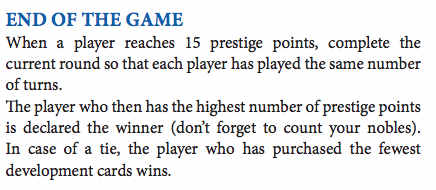 END OF THE GAME
When a player reaches 15 prestige points, complete the
current round so that each player has played the same number
of turns.
The player who then has the highest number of prestige points
is declared the winner (don’t forget to count your nobles).
In case of a tie, the player who has purchased the fewest
development cards wins.